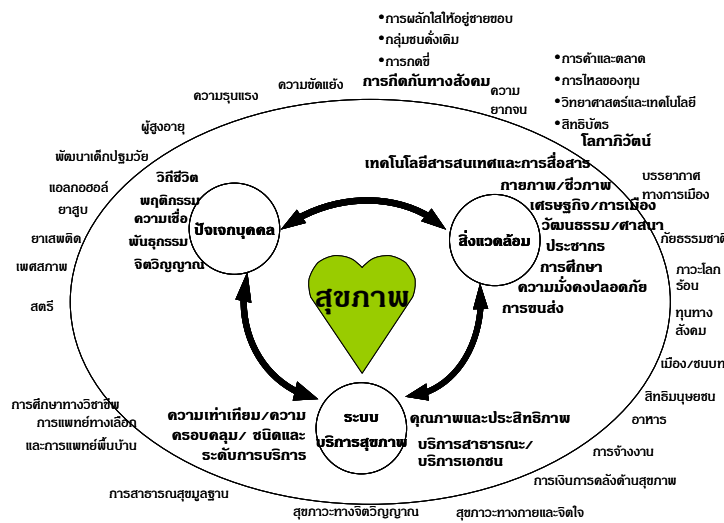 •การผลักใสให้อยู่ชายขอบ
•กลุ่มชนดั่งเดิม
•การกดขี่
การกีดกันทางสังคม
•การค้าและตลาด
•การไหลของทุน
•วิทยาศาสตร์และเทคโนโลยี
•สิทธิบัตร
โลกาภิวัตน์
ความ
ยากจน
ความขัดแย้ง
ความรุนแรง
ผู้สูงอายุ
พัฒนาเด็กปฐมวัย
แอลกอฮอล์
ยาสูบ
ยาเสพติด
เพศสภาพ
สตรี
วิถีชีวิต
พฤติกรรม
ความเชื่อ
พันธุกรรม
จิตวิญญาณ
ปัจเจกบุคคล
เทคโนโลยีสารสนเทศและการสื่อสาร
กายภาพ/ชีวภาพ
เศรษฐกิจ/การเมือง
วัฒนธรรม/ศาสนา
ประชากร
การศึกษา
ความมั่งคงปลอดภัย
การขนส่ง
สิ่งแวดล้อม
บรรยากาศ
ทางการเมือง
ภัยธรรมชาติ
ภาวะโลก
ร้อน
ทุนทาง
สังคม
เมือง/ชนบท
สิทธิมนุษยชน
อาหาร
การจ้างงาน
การเงินการคลังด้านสุขภาพ
สุขภาวะทางกายและจิตใจ
สุขภาวะทางจิตวิญญาณ
การสาธารณสุขมูลฐาน
การศึกษาทางวิชาชีพ
การแพทย์ทางเลือก
และการแพทย์พื้นบ้าน
สุขภาพ
ความเท่าเทียม/ความ
ครอบคลุม/ ชนิดและ
ระดับการบริการ
ระบบ
บริการสุขภาพ
คุณภาพและประสิทธิภาพ
บริการสาธารณะ/
บริการเอกชน